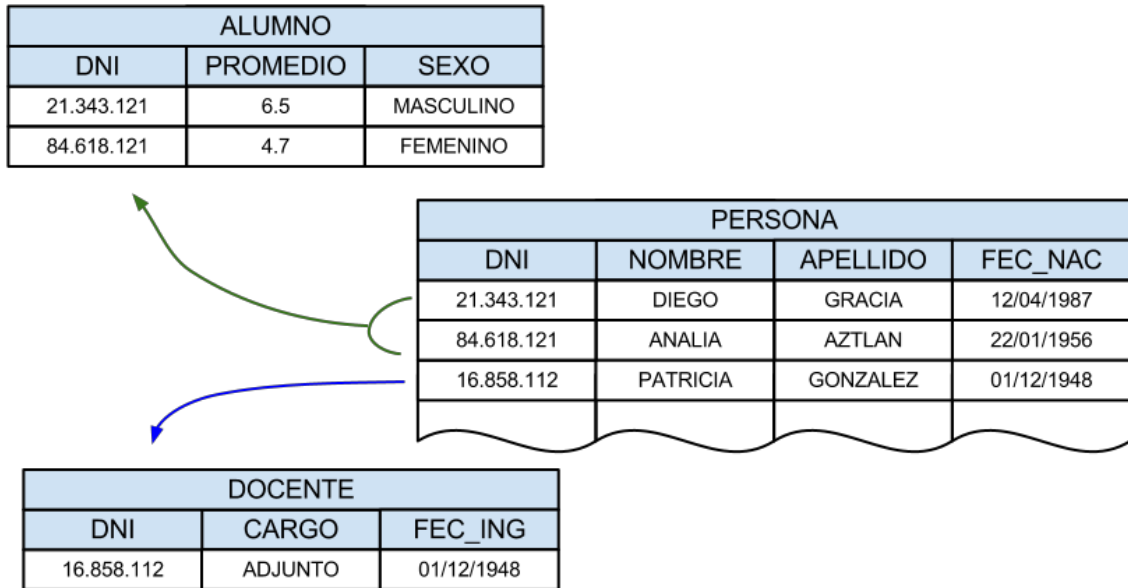 ALUMNO
DNI PROMEDIO SEXO
21.343.121 6.5 MASCULINO
84.618.121 4.7 FEMENINO
PERSONA
DNI NOMBRE APELLIDO FEC_NAC
21.343.121 DIEGO GRACIA 12/04/1987
84.618.121 ANALIA AZTLAN 22/01/1956
16.858.112 PATRICIA GONZALEZ 01/12/1948
DOCENTE
DNI CARGO FEC_ING
16.858.112 ADJUNTO 01/12/1948